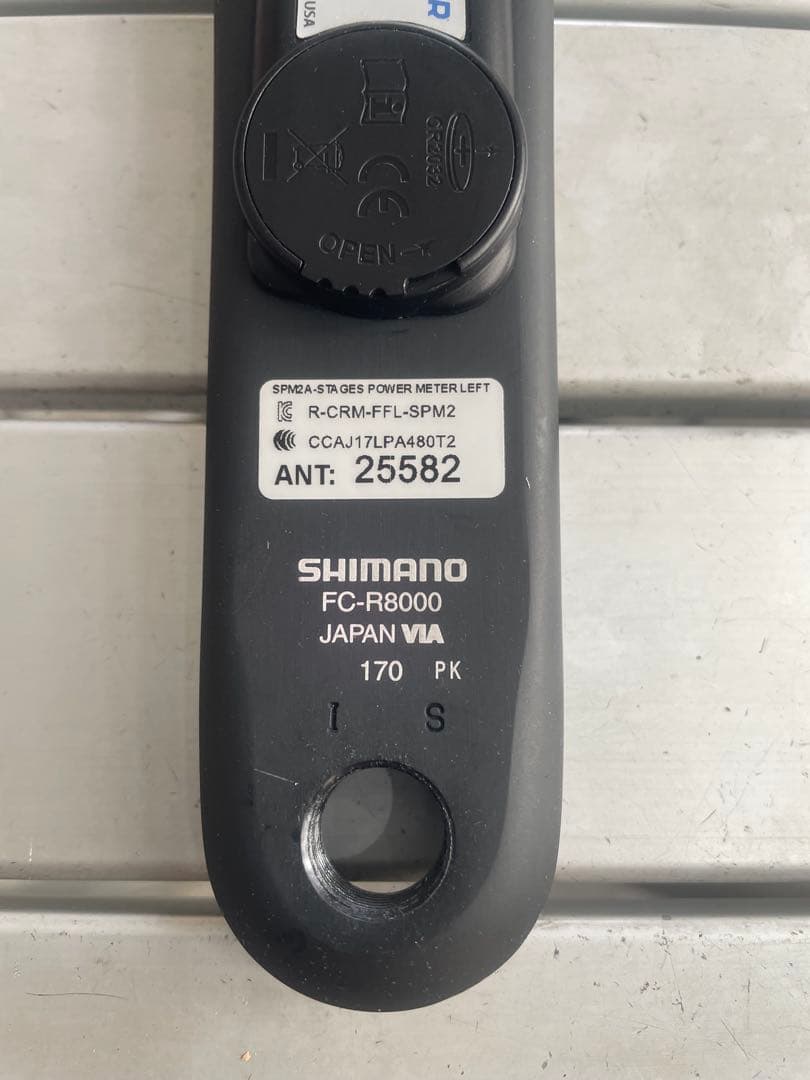 R
USA
CR2032
CE
OPEN
SPM2A-STAGES POWER METER LEFT
R-CRM-FFL-SPM2
CCAJ17LPA480T2
ANT: 25582
SHIMANO
FC-R8000
JAPAN VIA
170 PK
I S